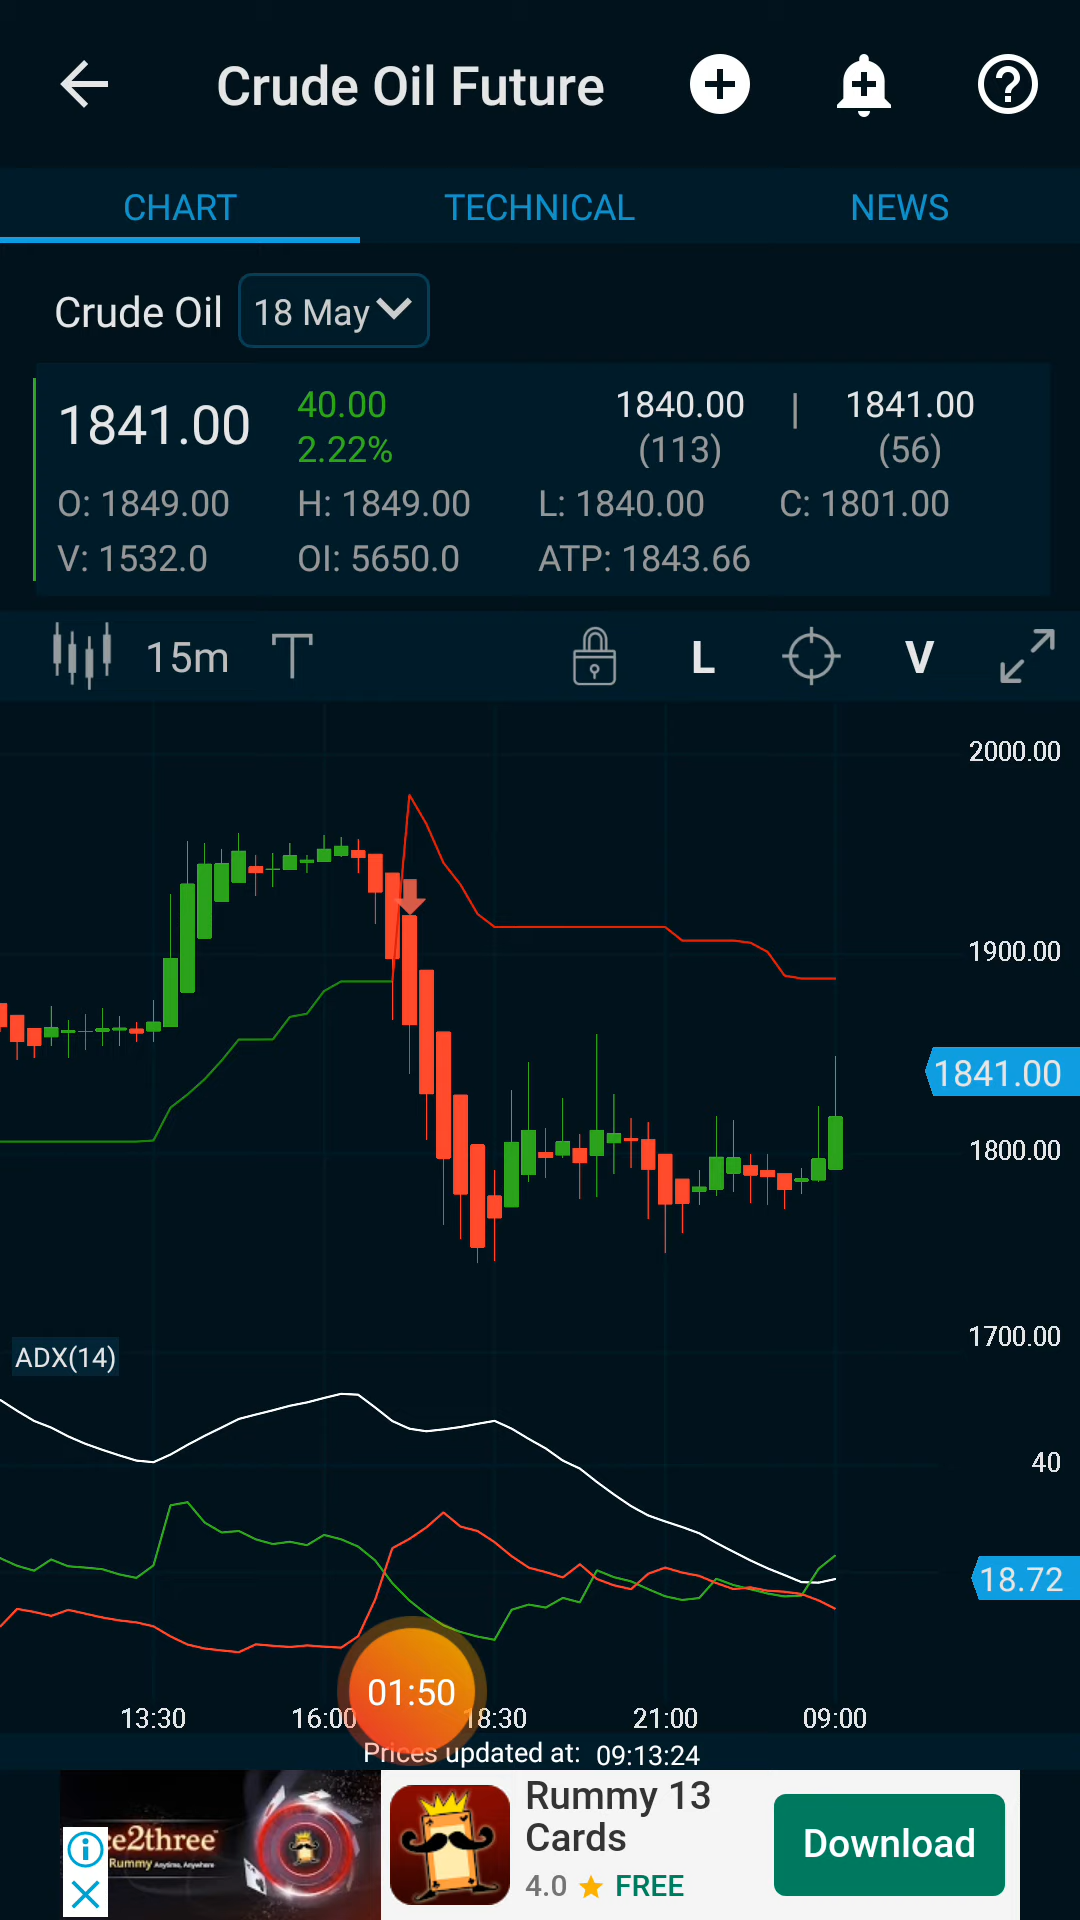 Crude Oil Future
CHART TECHNICAL NEWS
Crude Oil 18 May
1841.00 40.00 1840.00 | 1841.00
2.22% (113) (56)
O: 1849.00 H: 1849.00 L: 1840.00 C: 1801.00
V: 1532.0 OI: 5650.0 ATP: 1843.66
15m T L V
2000.00
1900.00
1841.00
1800.00
1700.00
ADX(14)
40
18.72
01:50
13:30 16:00 18:30 21:00 09:00
Prices updated at: 09:13:24
Rummy 13
Cards
4.0 FREE
Download
ce2three
Rummy Anytime, Anywhere